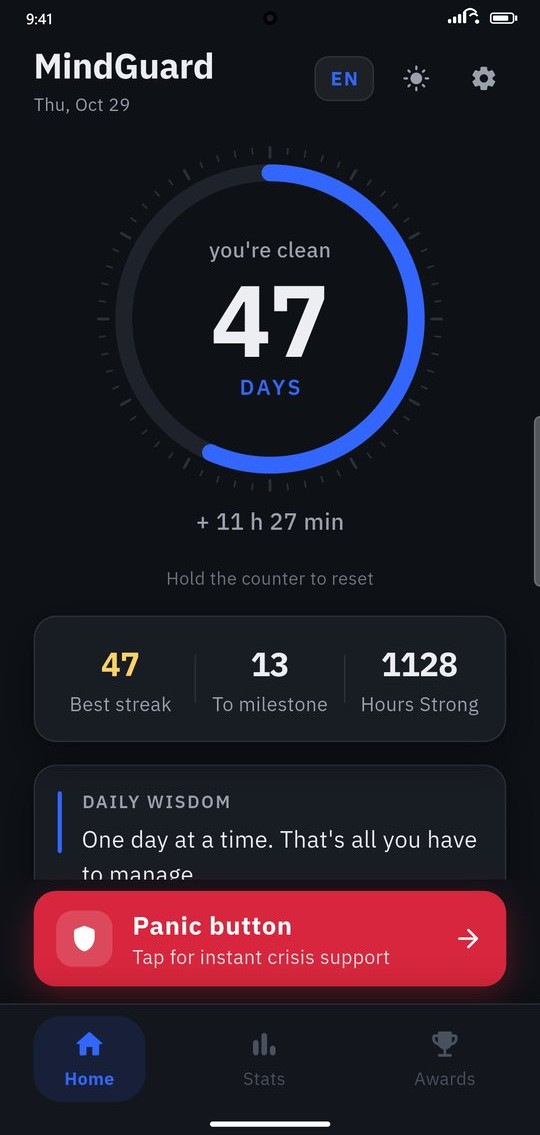 9:41
MindGuard
Thu, Oct 29
EN
you're clean
47
DAYS
+ 11 h 27 min
Hold the counter to reset
47
Best streak
13
To milestone
1128
Hours Strong
DAILY WISDOM
One day at a time. That's all you have
to manage
Panic button
Tap for instant crisis support
Home
Stats
Awards